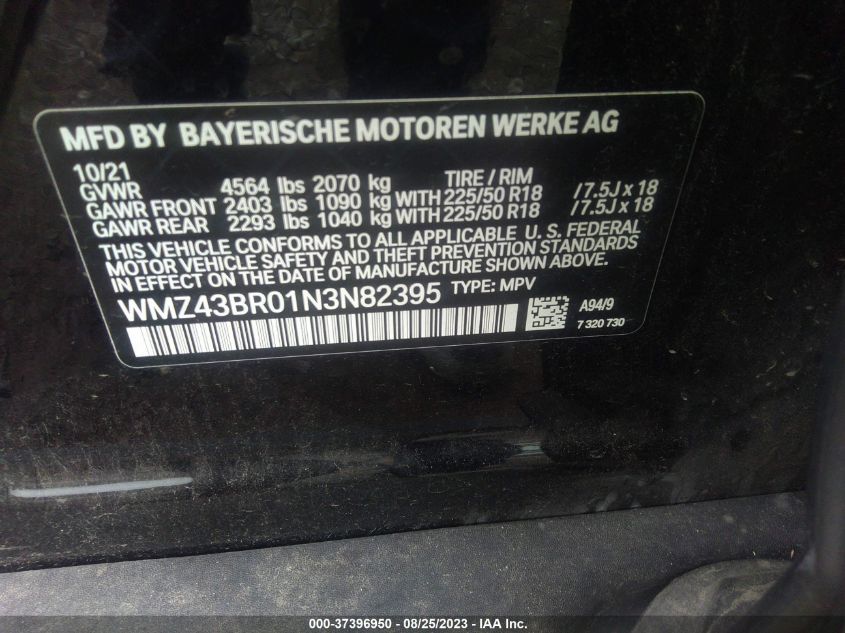 MFD BY BAYERISCHE MOTOREN WERKE AG
10/21 TIRE / RIM
GVWR 4564 lbs 2070 kg
GAWR FRONT 2403 lbs 1090 kg WITH 225/50 R18 /7.5J x 18
GAWR REAR 2293 lbs 1040 kg WITH 225/50 R18 /7.5J x 18
THIS VEHICLE CONFORMS TO ALL APPLICABLE U. S. FEDERAL
MOTOR VEHICLE SAFETY AND THEFT PREVENTION STANDARDS
IN EFFECT ON THE DATE OF MANUFACTURE SHOWN ABOVE.
WMZ43BR01N3N82395 TYPE: MPV
A94/9
7 320 730
000-37396950 / 08/25/2023 - IAA Inc.